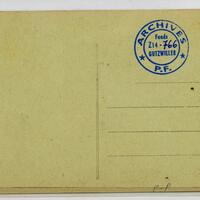 ARCHIVES
Fonds
Z14-766
GUTZWILLER
P.F.